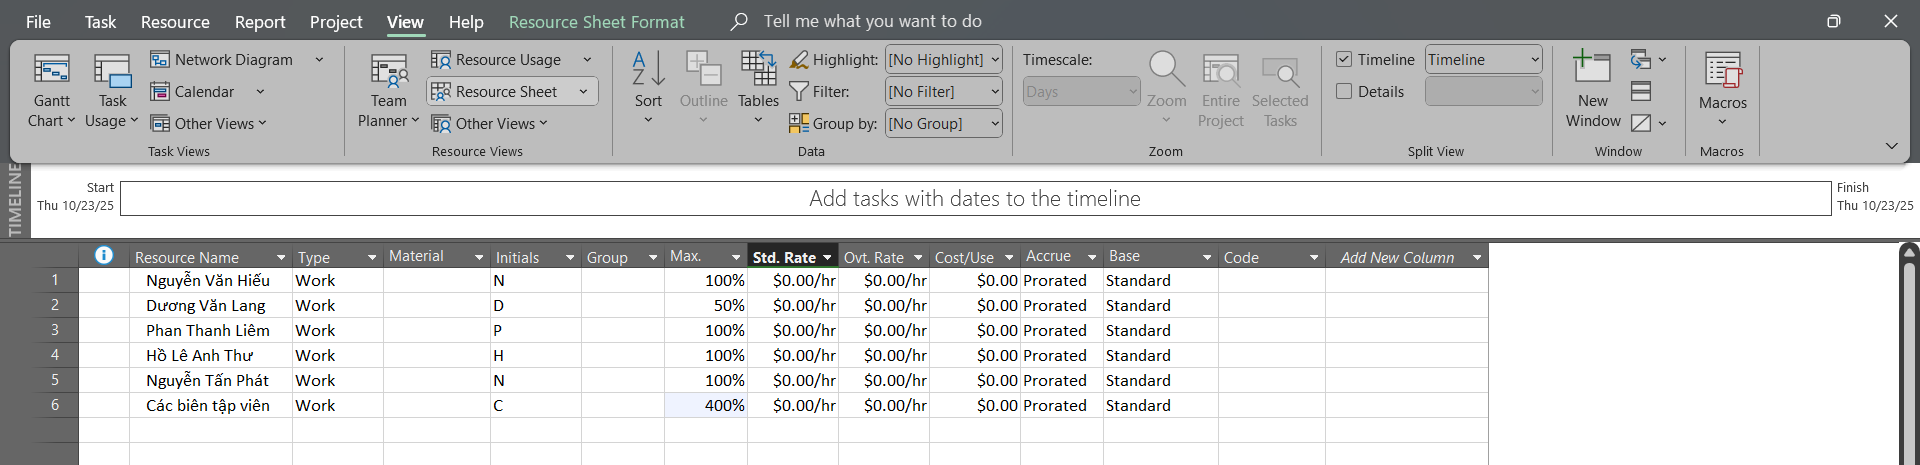 File Task Resource Report Project View Help Resource Sheet Format Tell me what you want to do
Gantt Chart
Task Usage
Network Diagram
Calendar
Other Views
Task Views
Team Planner
Resource Usage
Resource Sheet
Other Views
Resource Views
Sort
Outline
Tables
Highlight: [No Highlight]
Filter: [No Filter]
Group by: [No Group]
Data
Timescale:
Days
Zoom
Entire Project
Selected Tasks
Zoom
Timeline Timeline
Details
Split View
New Window
Window
Macros
Macros
TIMELINE
Start
Thu 10/23/25
Add tasks with dates to the timeline
Finish
Thu 10/23/25
Resource Name Type Material Initials Group Max. Std. Rate Ovt. Rate Cost/Use Accrue Base Code Add New Column
1 Nguyễn Văn Hiếu Work N 100% $0.00/hr $0.00/hr $0.00 Prorated Standard
2 Dương Văn Lang Work D 50% $0.00/hr $0.00/hr $0.00 Prorated Standard
3 Phan Thanh Liêm Work P 100% $0.00/hr $0.00/hr $0.00 Prorated Standard
4 Hồ Lê Anh Thư Work H 100% $0.00/hr $0.00/hr $0.00 Prorated Standard
5 Nguyễn Tấn Phát Work N 100% $0.00/hr $0.00/hr $0.00 Prorated Standard
6 Các biên tập viên Work C 400% $0.00/hr $0.00/hr $0.00 Prorated Standard